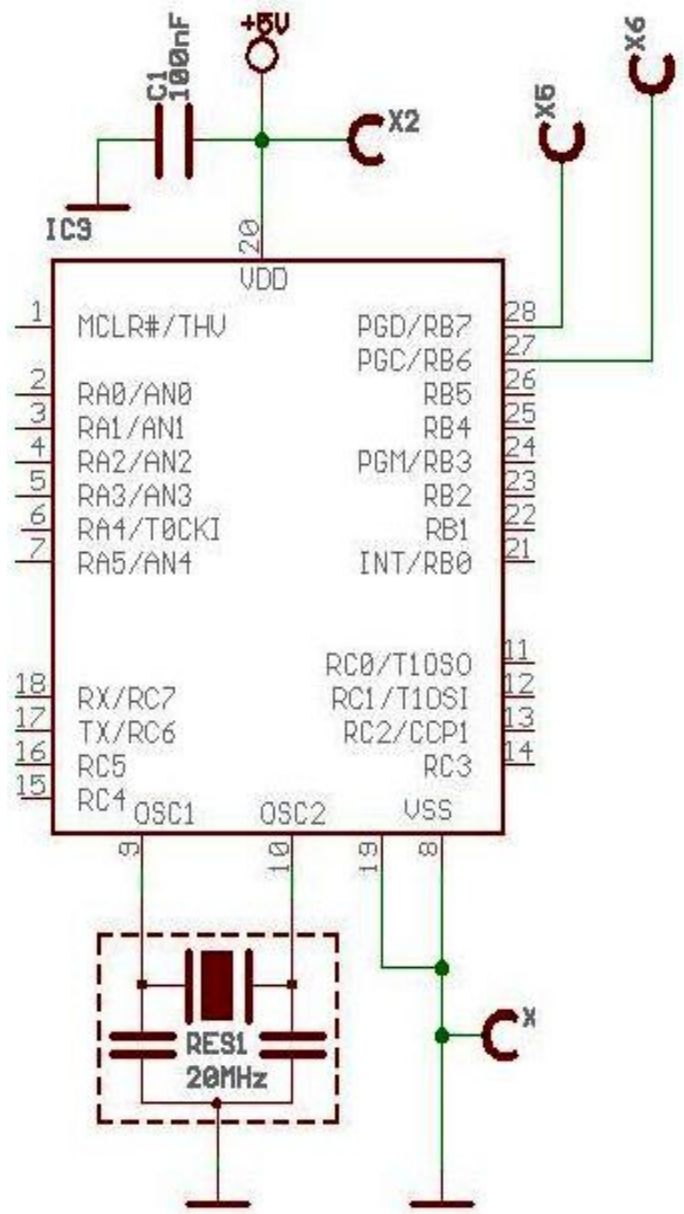 +5V
C1
100nF
X2
X5
X6
IC3
20
VDD
1 MCLR#/THV
PGD/RB7 28
PGC/RB6 27
2 RA0/AN0
RB5 26
3 RA1/AN1
RB4 25
4 RA2/AN2
PGM/RB3 24
5 RA3/AN3
RB2 23
6 RA4/T0CKI
RB1 22
7 RA5/AN4
INT/RB0 21
RC0/T1OSO 11
18 RX/RC7
RC1/T1OSI 12
17 TX/RC6
RC2/CCP1 13
16 RC5
RC3 14
15 RC4
OSC1
OSC2
VSS
9
10
19
8
X
RES1
20MHz